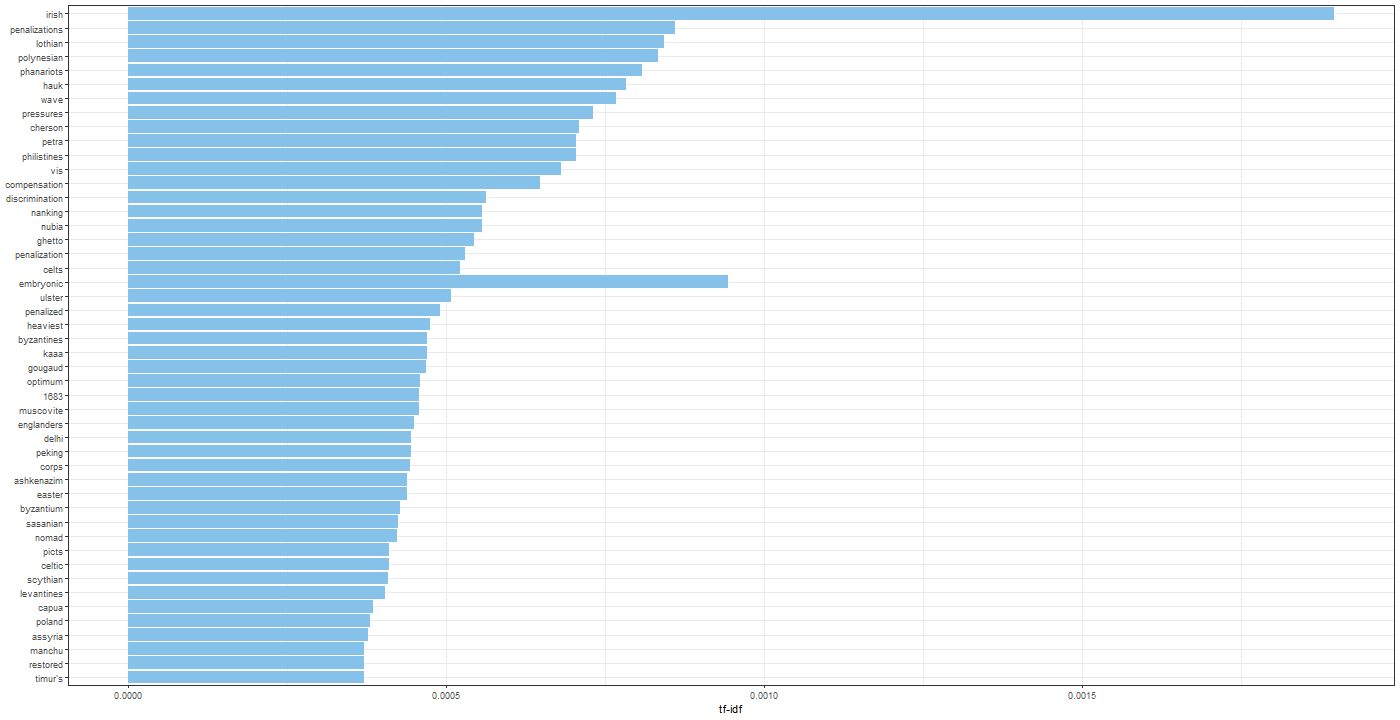 irish
penalizations
lothian
polynesian
phanariots
hauk
wave
pressures
cherson
petra
philistines
vis
compensation
discrimination
nanking
nubia
ghetto
penalization
celts
embryonic
ulster
penalized
heaviest
byzantines
kaaa
gougaud
optimum
1683
muscovite
englanders
delhi
peking
corps
ashkenazim
easter
byzantium
sasanian
nomad
picts
celtic
scythian
levantines
capua
poland
assyria
manchu
restored
timur's
0.0000 0.0005 0.0010 0.0015
tf-idf